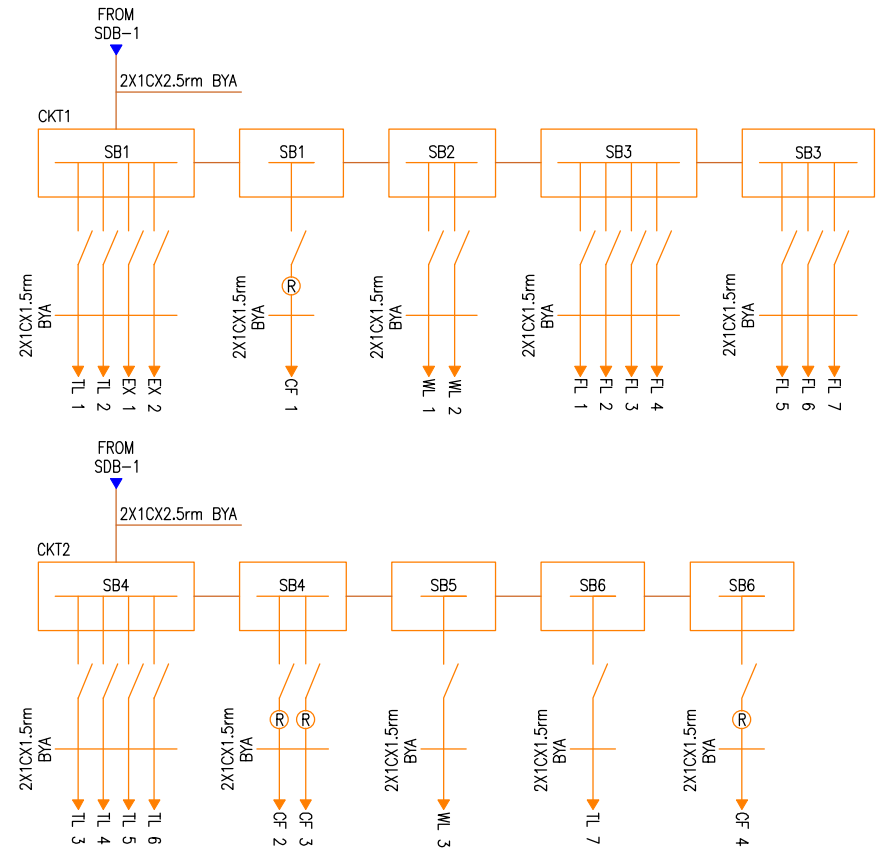 FROM
SDB-1
2X1CX2.5rm BYA
CKT1
SB1
SB1
SB2
SB3
SB3
2X1CX1.5rm
BYA
R
2X1CX1.5rm
BYA
2X1CX1.5rm
BYA
2X1CX1.5rm
BYA
2X1CX1.5rm
BYA
TL 1
TL 2
EX 1
EX 2
CF 1
WL 1
WL 2
FL 1
FL 2
FL 3
FL 4
FL 5
FL 6
FL 7
FROM
SDB-1
2X1CX2.5rm BYA
CKT2
SB4
SB4
SB5
SB6
SB6
2X1CX1.5rm
BYA
R
R
2X1CX1.5rm
BYA
2X1CX1.5rm
BYA
2X1CX1.5rm
BYA
R
2X1CX1.5rm
BYA
TL 3
TL 4
TL 5
TL 6
CF 2
CF 3
WL 3
TL 7
CF 4